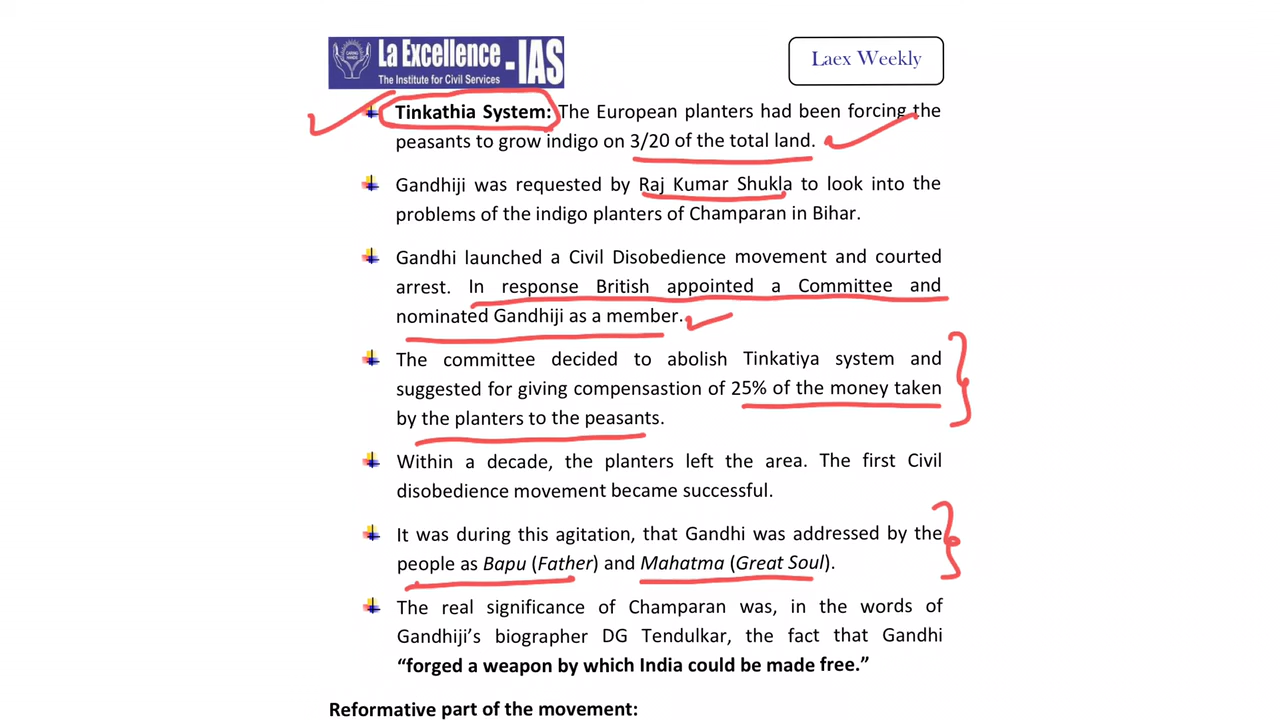 La Excellence -IAS
The Institute for Civil Services
CARING HANDS
Laex Weekly
Tinkathia System: The European planters had been forcing the
peasants to grow indigo on 3/20 of the total land.
Gandhiji was requested by Raj Kumar Shukla to look into the
problems of the indigo planters of Champaran in Bihar.
Gandhi launched a Civil Disobedience movement and courted
arrest. In response British appointed a Committee and
nominated Gandhiji as a member.
The committee decided to abolish Tinkatiya system and
suggested for giving compensastion of 25% of the money taken
by the planters to the peasants.
Within a decade, the planters left the area. The first Civil
disobedience movement became successful.
It was during this agitation, that Gandhi was addressed by the
people as Bapu (Father) and Mahatma (Great Soul).
The real significance of Champaran was, in the words of
Gandhiji’s biographer DG Tendulkar, the fact that Gandhi
“forged a weapon by which India could be made free.”
Reformative part of the movement: